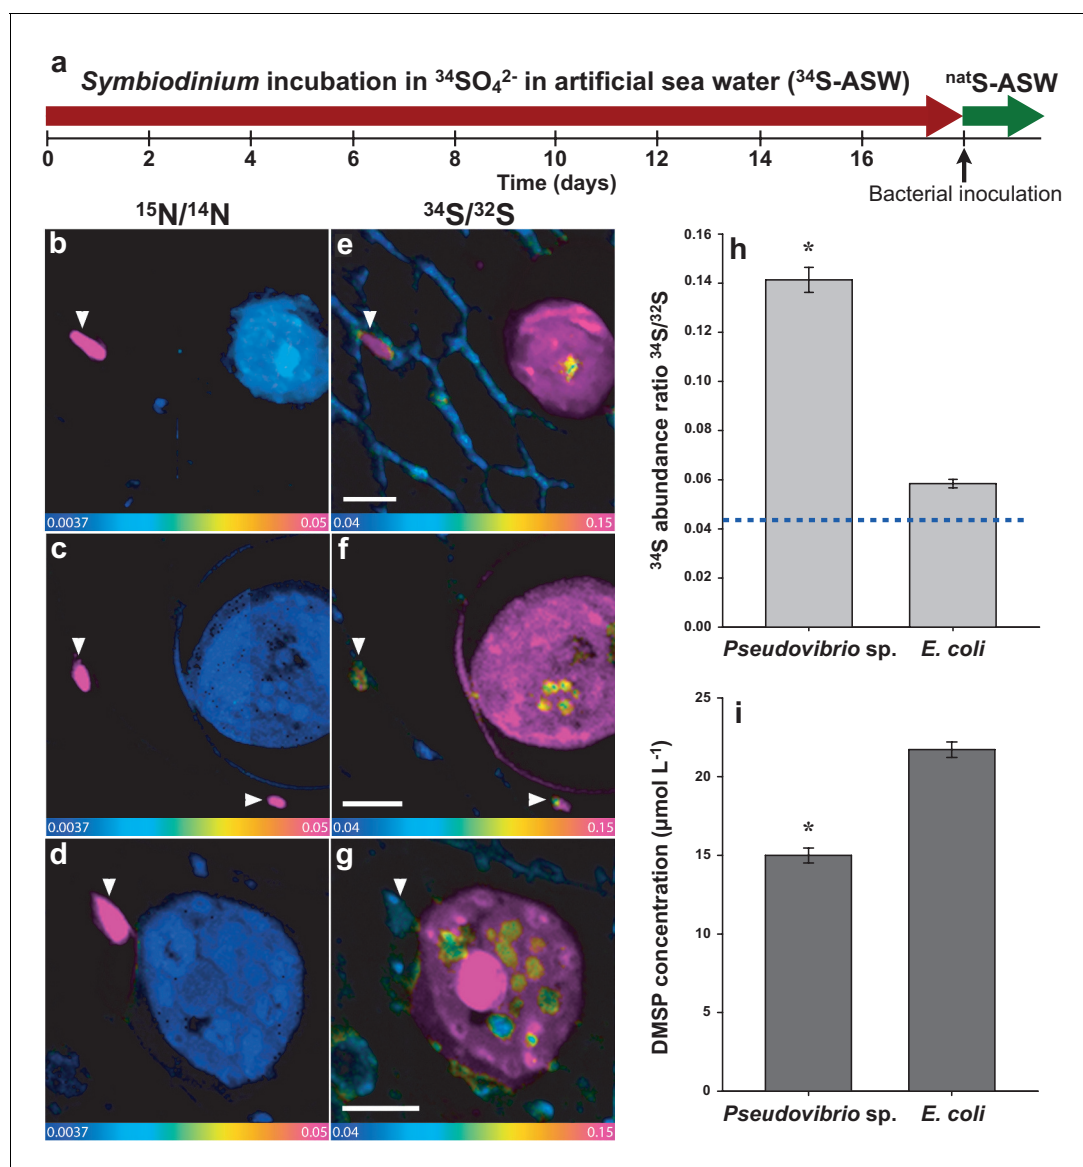 a
Symbiodinium incubation in ³⁴SO₄²⁻ in artificial sea water (³⁴S-ASW)
ⁿᵃᵗS-ASW
0 2 4 6 8 10 12 14 16 18
Time (days)
Bacterial inoculation
¹⁵N/¹⁴N
³⁴S/³²S
b
0.0037 0.05
e
0.04 0.15
c
0.0037 0.05
f
0.04 0.15
d
0.0037 0.05
g
0.04 0.15
h
³⁴S abundance ratio ³⁴S/³²S
0.16
0.14
0.12
0.10
0.08
0.06
0.04
0.02
0.00
*
Pseudovibrio sp. E. coli
i
DMSP concentration (µmol L⁻¹)
25
20
15
10
5
0
*
Pseudovibrio sp. E. coli